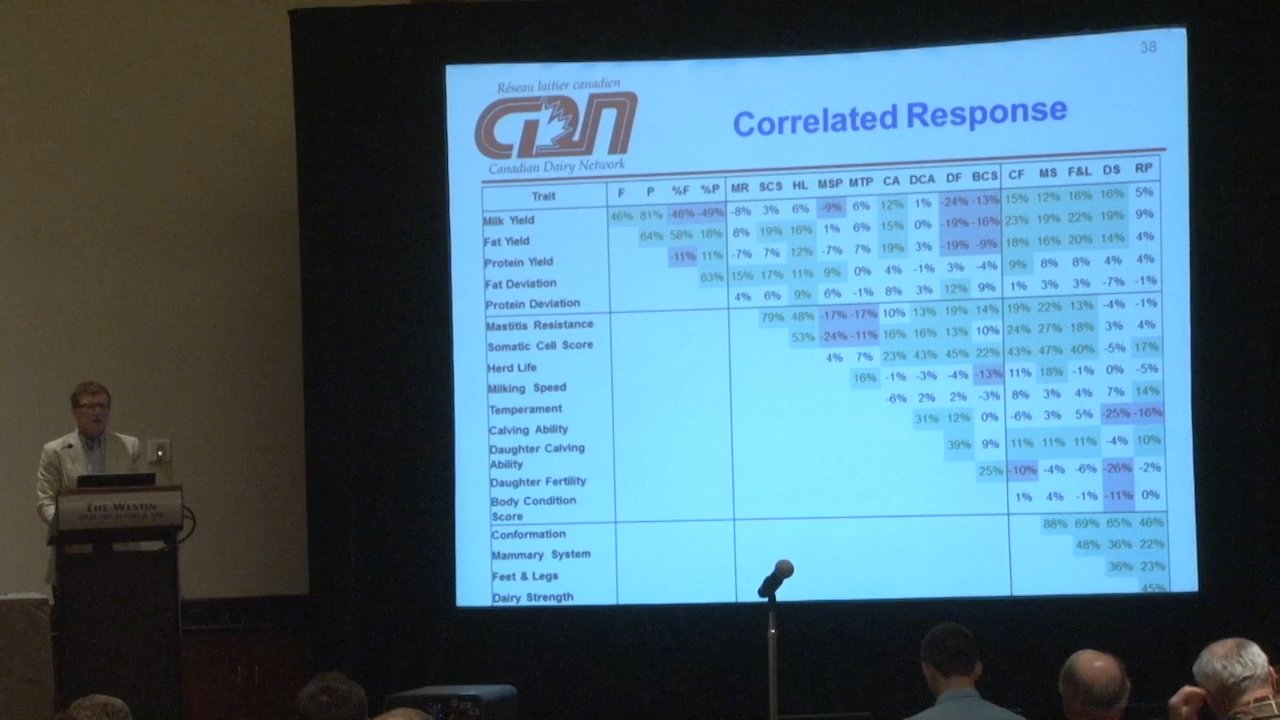 38
Réseau laitier canadien
CDN
Canadian Dairy Network
Correlated Response
Trait F P %F %P MR SCS HL MSP MTP CA DCA DF BCS CF MS F&L DS RP
Milk Yield 46% 81% -46% -49% -8% 3% 6% -9% 6% 12% 1% -24% -13% 15% 12% 16% 16% 5%
Fat Yield 64% 58% 18% 8% 19% 16% 1% 6% 15% 0% -19% -16% 23% 19% 22% 19% 9%
Protein Yield -11% 11% -7% 7% 12% -7% 7% 19% 3% -19% -9% 18% 16% 20% 14% 4%
Fat Deviation 63% 15% 17% 11% 9% 0% 4% -1% 3% -4% 9% 8% 8% 4% 4%
Protein Deviation 4% 6% 9% 6% -1% 8% 3% 12% 9% 1% 3% 3% -7% -1%
Mastitis Resistance 79% 48% -17% -17% 10% 13% 19% 14% 19% 22% 13% -4% -1%
Somatic Cell Score 53% -24% -11% 16% 16% 13% 10% 24% 27% 18% 3% 4%
Herd Life 4% 7% 23% 43% 45% 22% 43% 47% 40% -5% 17%
Milking Speed 16% -1% -3% -4% -13% 11% 18% -1% 0% -5%
Temperament -6% 2% 2% -3% 8% 3% 4% 7% 14%
Calving Ability 31% 12% 0% -6% 3% 5% -25% -16%
Daughter Calving
Ability 39% 9% 11% 11% 11% -4% 10%
Daughter Fertility 25% -10% -4% -6% -26% -2%
Body Condition
Score 1% 4% -1% -11% 0%
Conformation 88% 69% 65% 46%
Mammary System 48% 36% 22%
Feet & Legs 36% 23%
Dairy Strength 45%
THE WESTIN